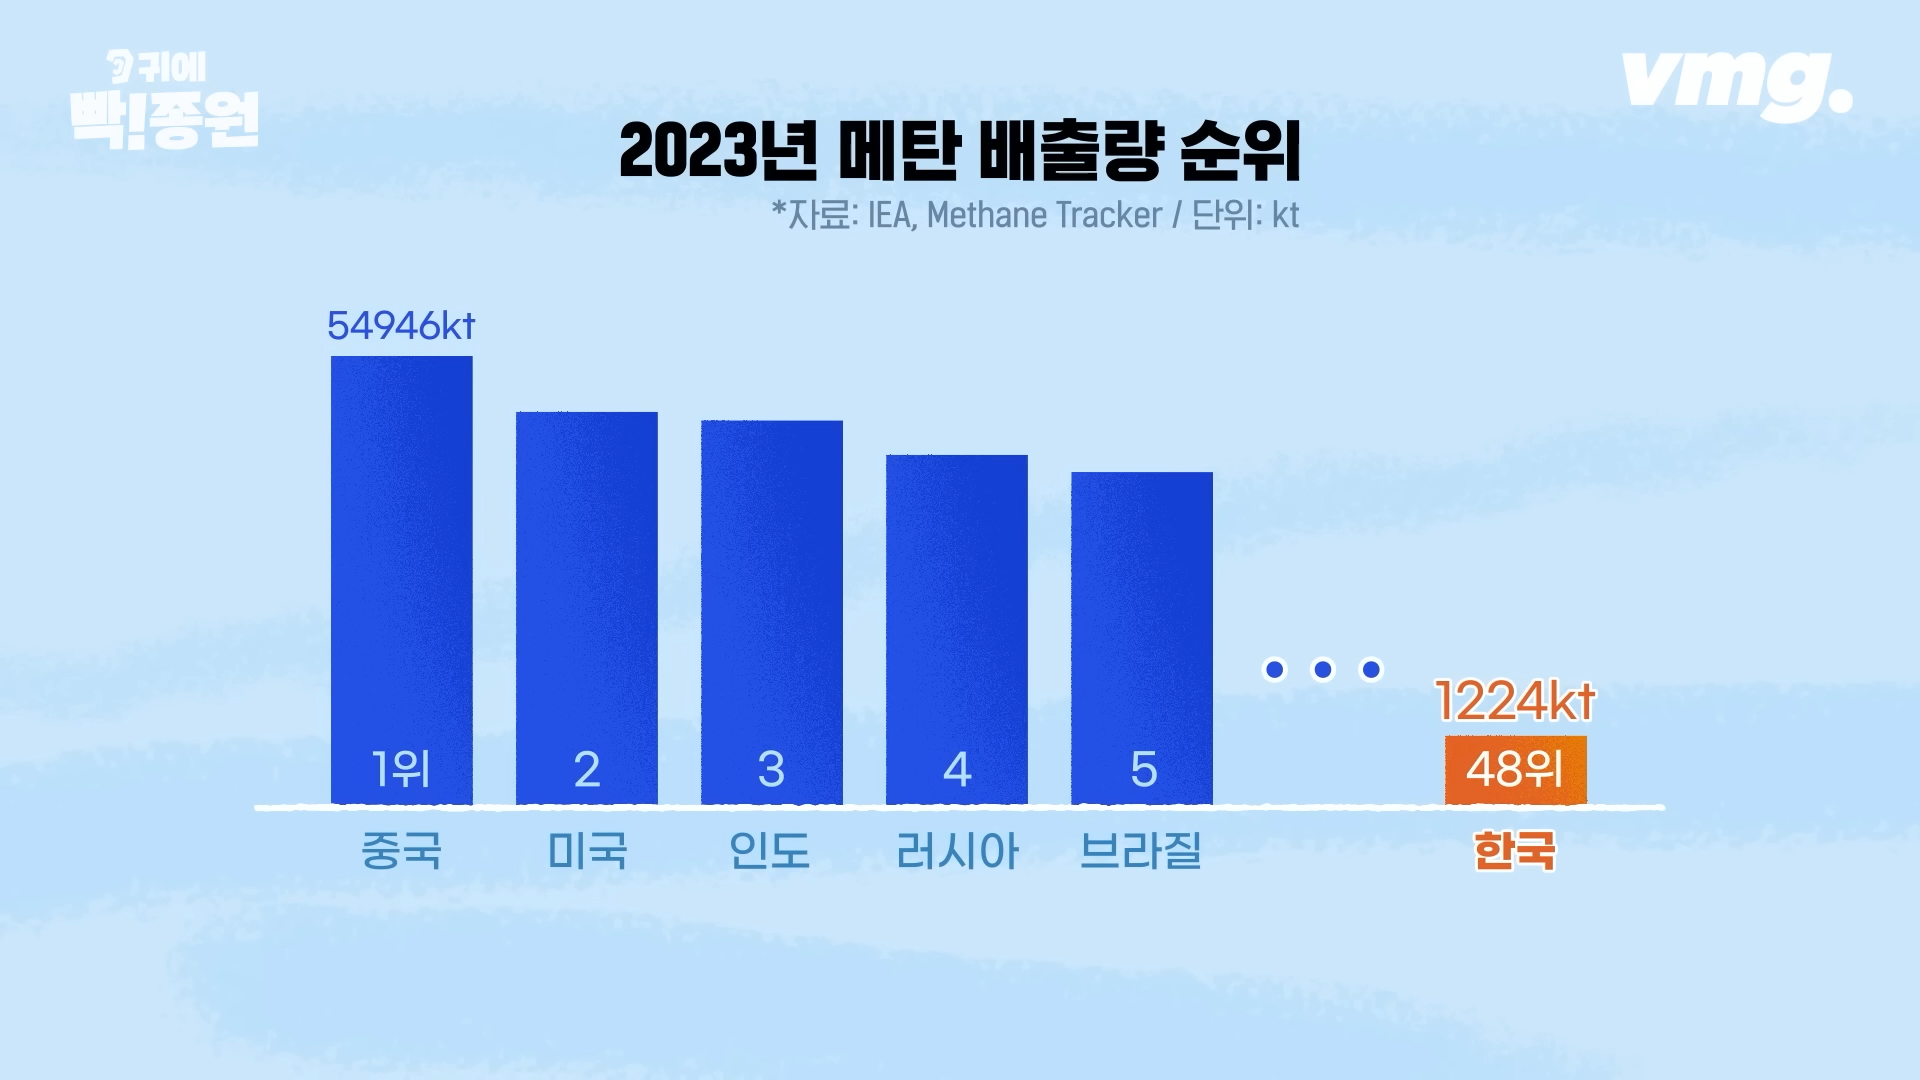 귀에
빡!종원
vmg.
2023년 메탄 배출량 순위
*자료: IEA, Methane Tracker / 단위: kt
54946kt
1224kt
1위 2 3 4 5 48위
중국 미국 인도 러시아 브라질 한국